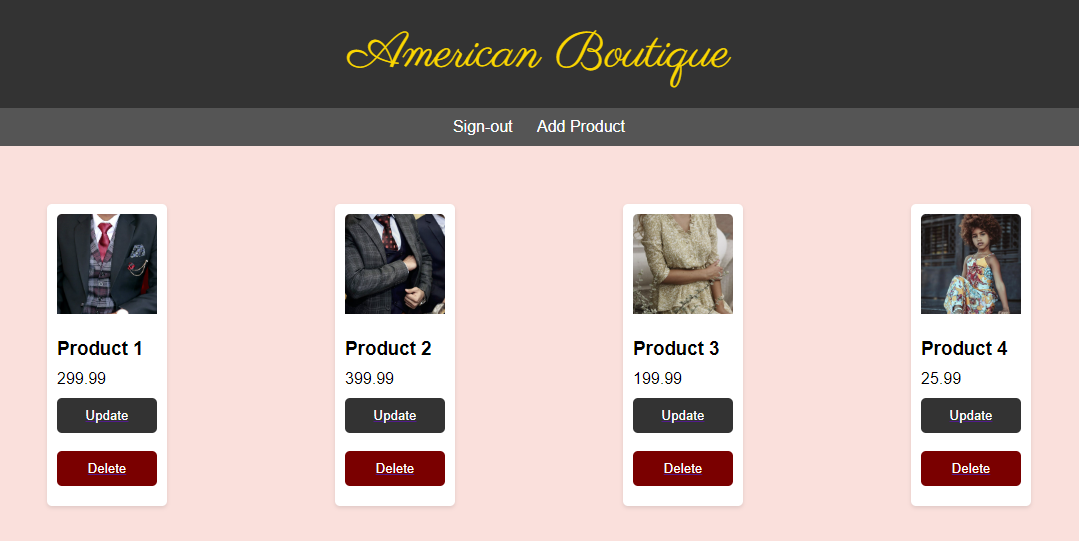 American Boutique
Sign-out Add Product
Product 1
299.99
Update
Delete
Product 2
399.99
Update
Delete
Product 3
199.99
Update
Delete
Product 4
25.99
Update
Delete